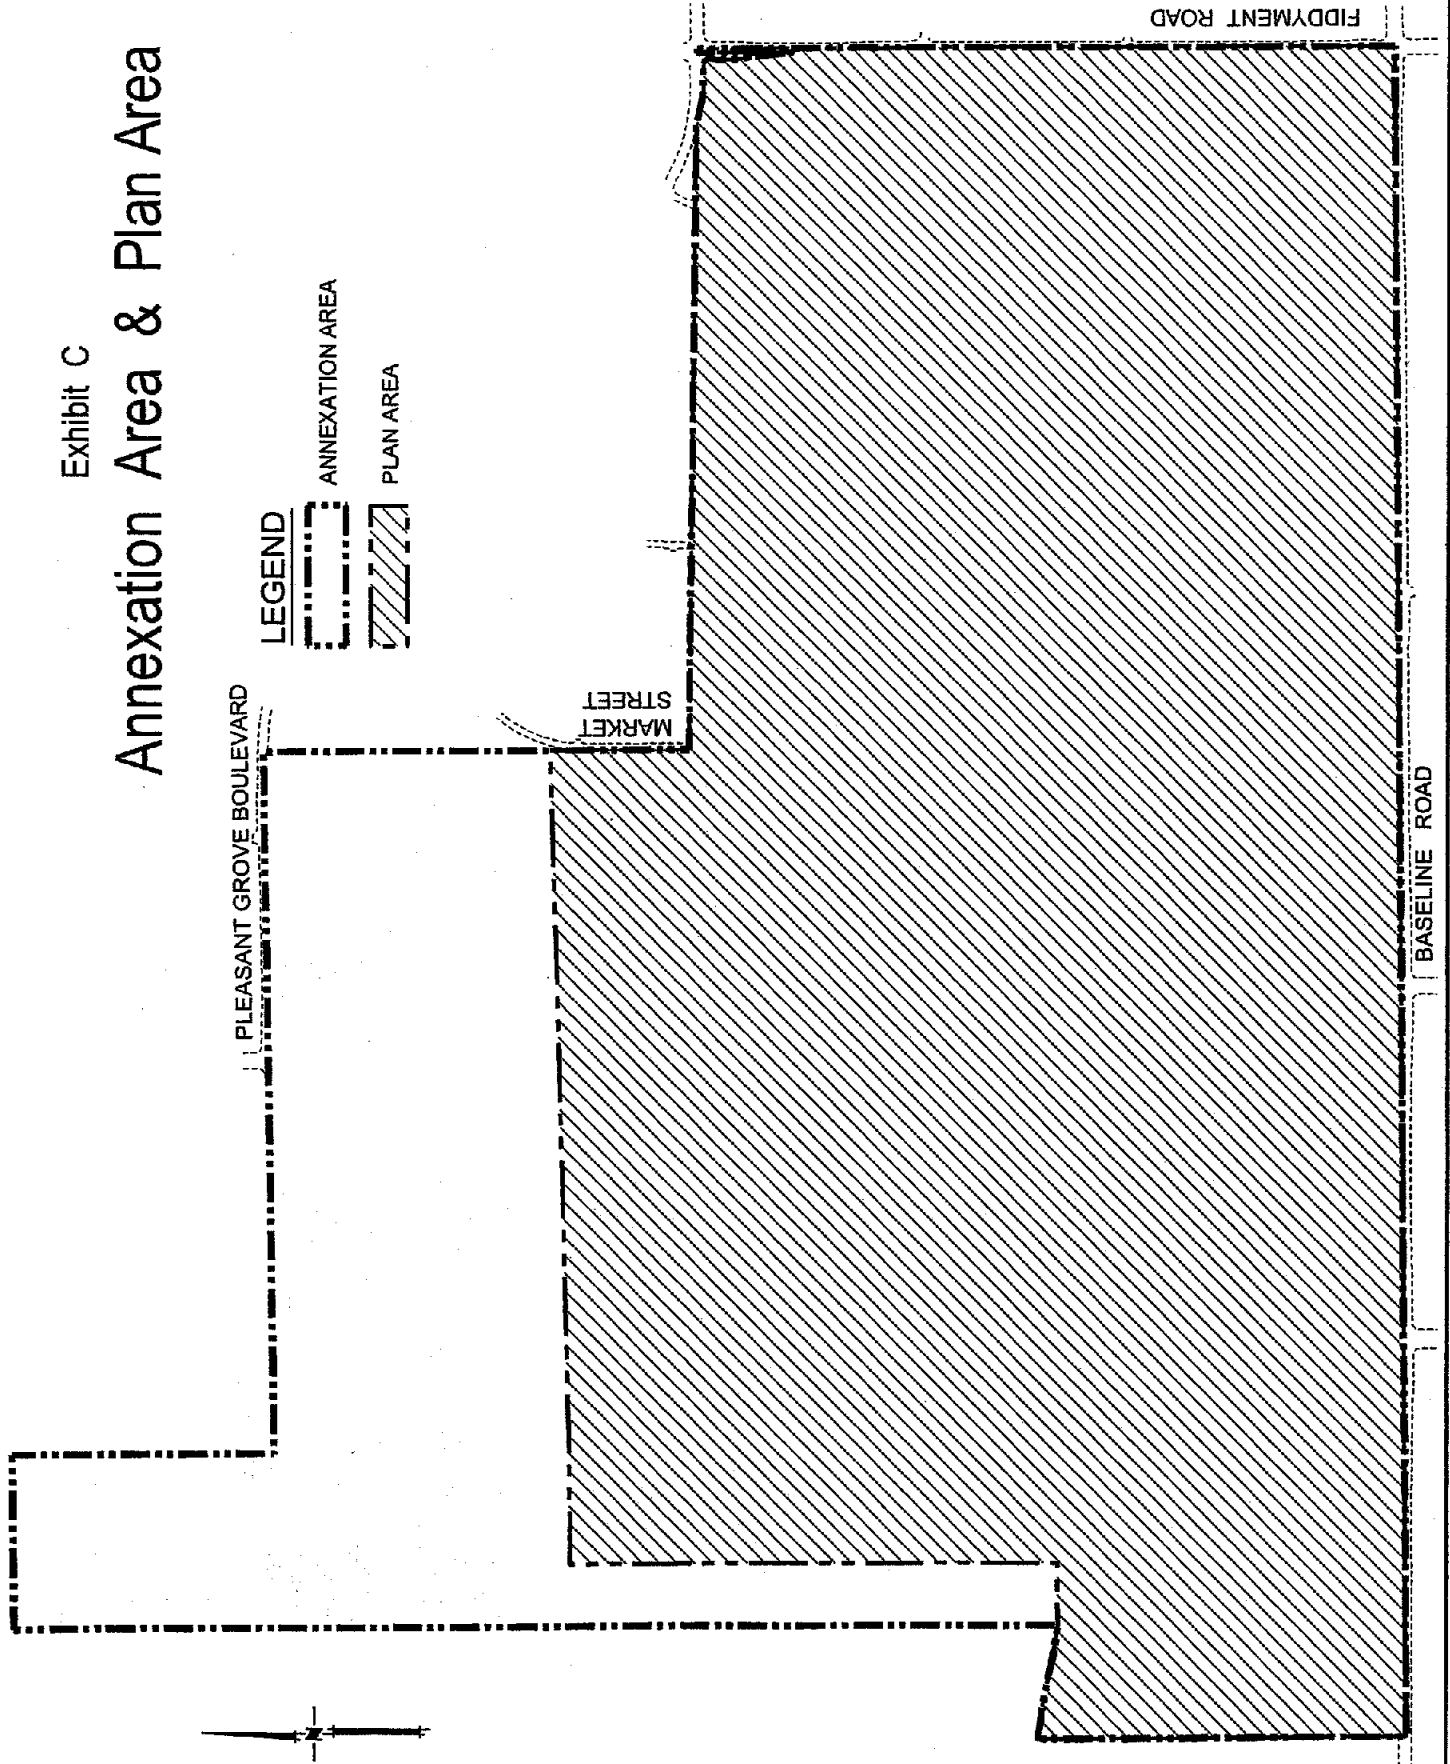 Exhibit C
Annexation Area & Plan Area
LEGEND
ANNEXATION AREA
PLAN AREA
PLEASANT GROVE BOULEVARD
MARKET
STREET
FIDDYMENT ROAD
BASELINE ROAD
N